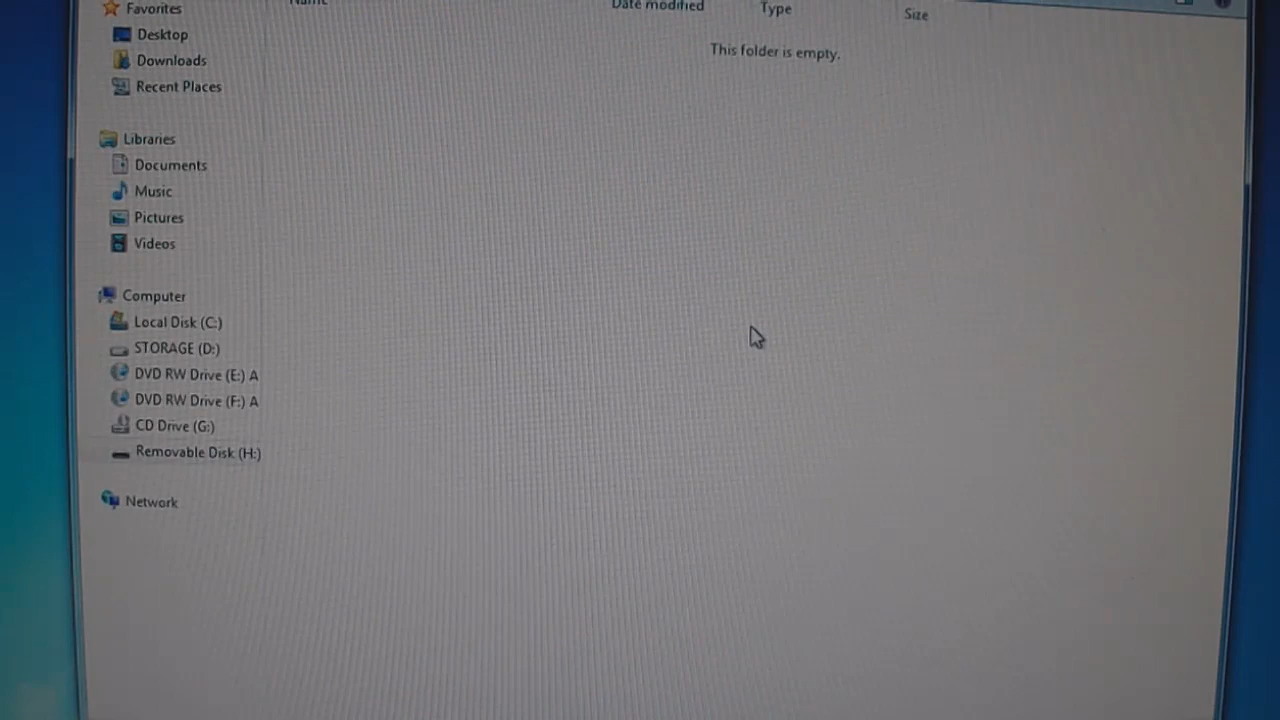 Favorites
Name
Date modified
Type
Size
Desktop
This folder is empty.
Downloads
Recent Places
Libraries
Documents
Music
Pictures
Videos
Computer
Local Disk (C:)
STORAGE (D:)
DVD RW Drive (E:) A
DVD RW Drive (F:) A
CD Drive (G:)
Removable Disk (H:)
Network